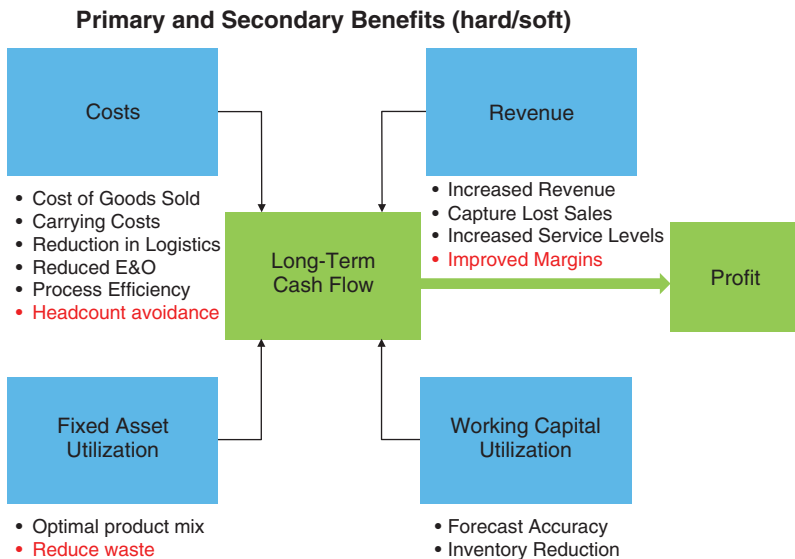 Primary and Secondary Benefits (hard/soft)
Costs
• Cost of Goods Sold
• Carrying Costs
• Reduction in Logistics
• Reduced E&O
• Process Efficiency
• Headcount avoidance
Revenue
• Increased Revenue
• Capture Lost Sales
• Increased Service Levels
• Improved Margins
Long-Term
Cash Flow
Profit
Fixed Asset
Utilization
• Optimal product mix
• Reduce waste
Working Capital
Utilization
• Forecast Accuracy
• Inventory Reduction